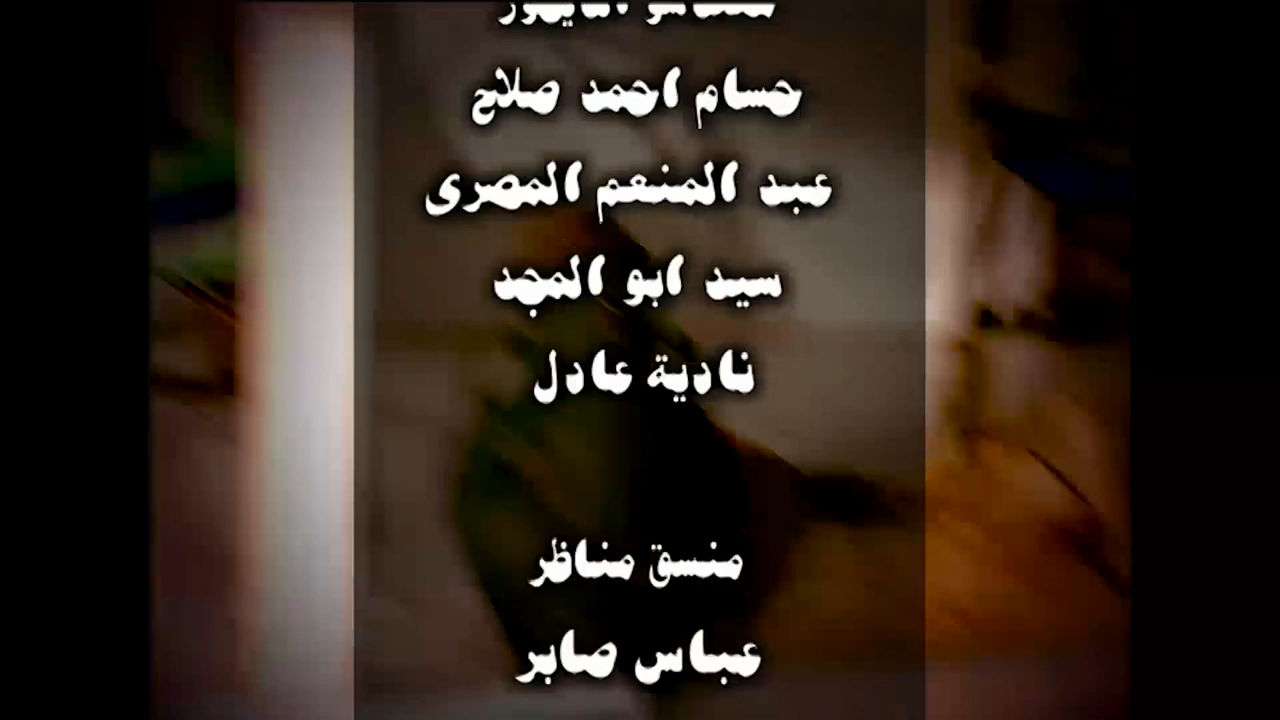 حسام احمد صلاح
عبد المنعم المصرى
سيد ابو المجد
نادية عادل
منسق مناظر
عباس صابر